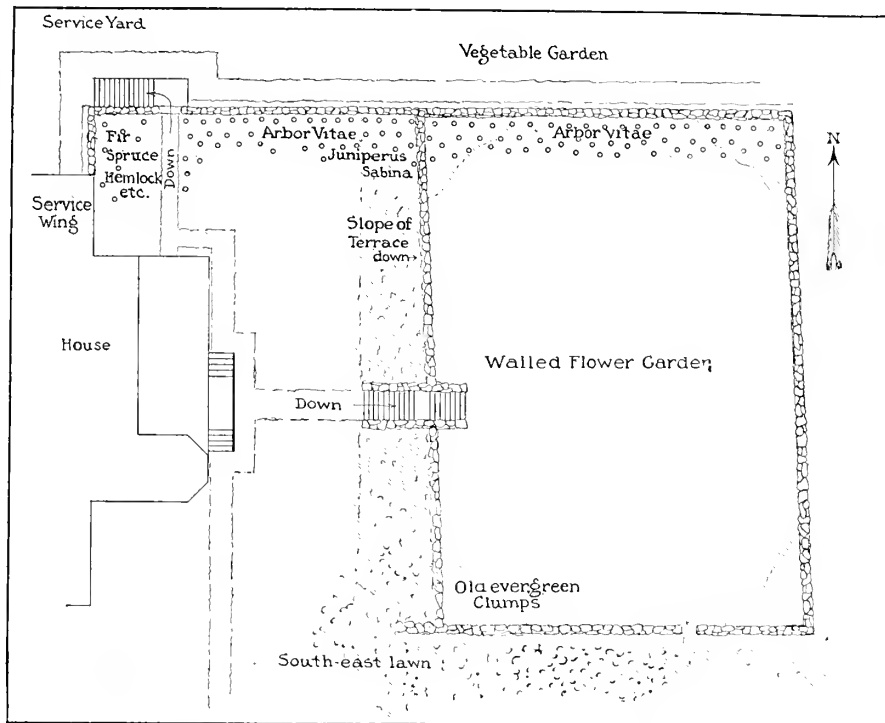 Service Yard
Vegetable Garden
Fir
Spruce
Hemlock
etc.
Down
Arbor Vitae
Juniperus
Sabina
Arbor vitae
N
Service
Wing
Slope of
Terrace
down→
House
Walled Flower Garden
Down →
Old evergreen
Clumps
South-east lawn